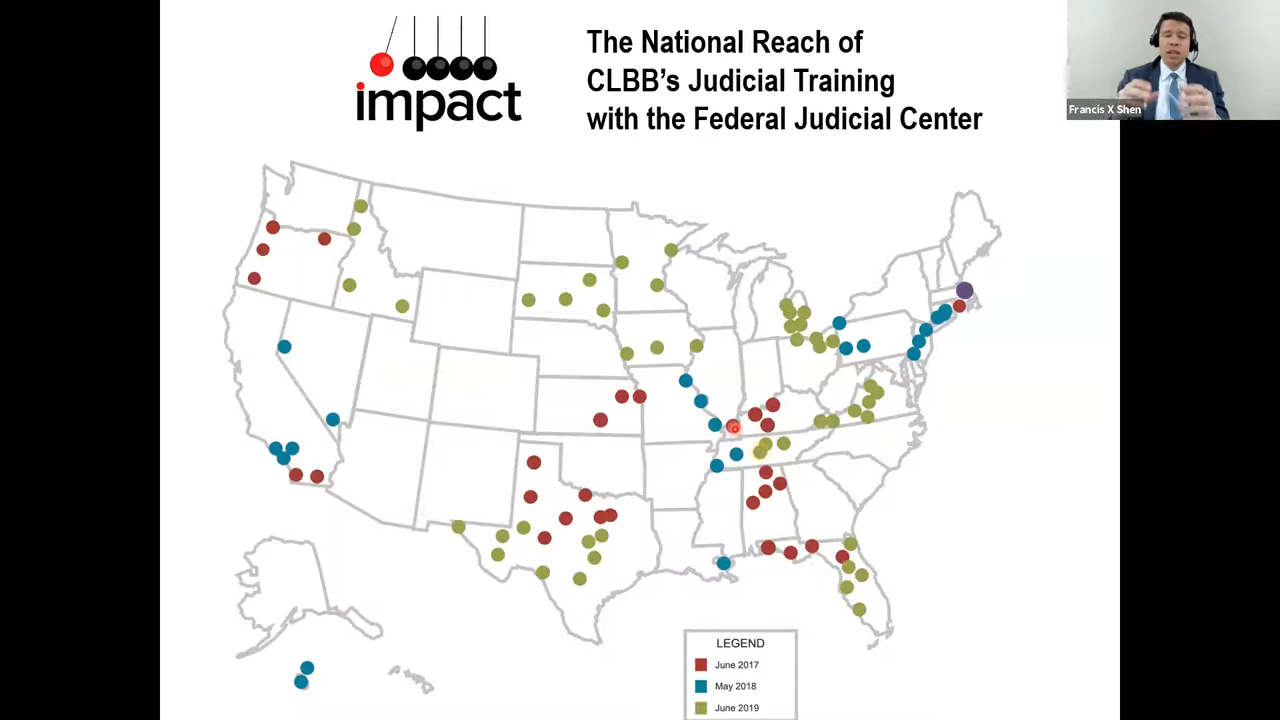 impact
The National Reach of
CLBB's Judicial Training
with the Federal Judicial Center
Francis X Shen
LEGEND
June 2017
May 2018
June 2019